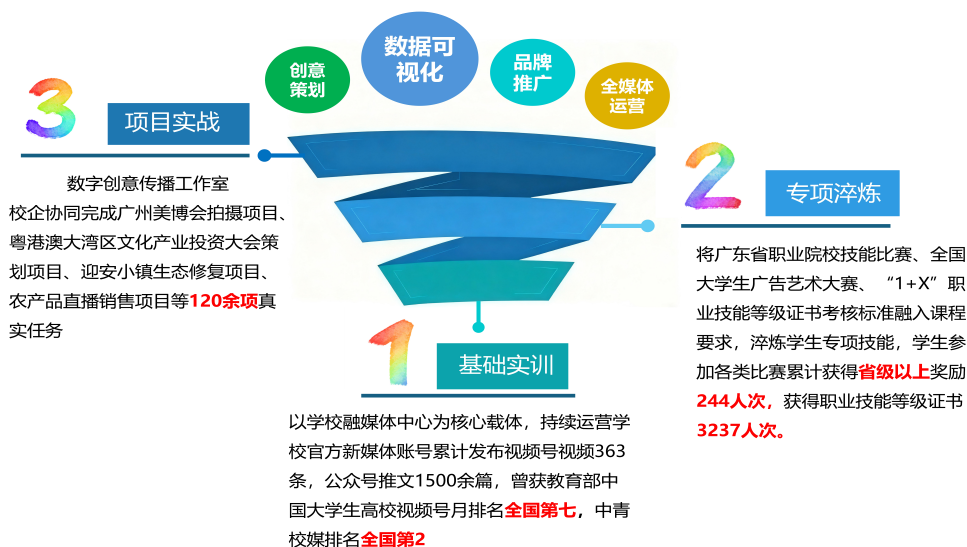 创意
策划
数据可
视化
品牌
推广
全媒体
运营
3
项目实战
数字创意传播工作室
校企协同完成广州美博会拍摄项目、
粤港澳大湾区文化产业投资大会策
划项目、迎安小镇生态修复项目、
农产品直播销售项目等120余项真
实任务
2
专项淬炼
将广东省职业院校技能比赛、全国
大学生广告艺术大赛、“1+X”职
业技能等级证书考核标准融入课程
要求，淬炼学生专项技能，学生参
加各类比赛累计获得省级以上奖励
244人次，获得职业技能等级证书
3237人次。
1
基础实训
以学校融媒体中心为核心载体，持续运营学
校官方新媒体账号累计发布视频号视频363
条，公众号推文1500余篇，曾获教育部中
国大学生高校视频号月排名全国第七，中青
校媒排名全国第2